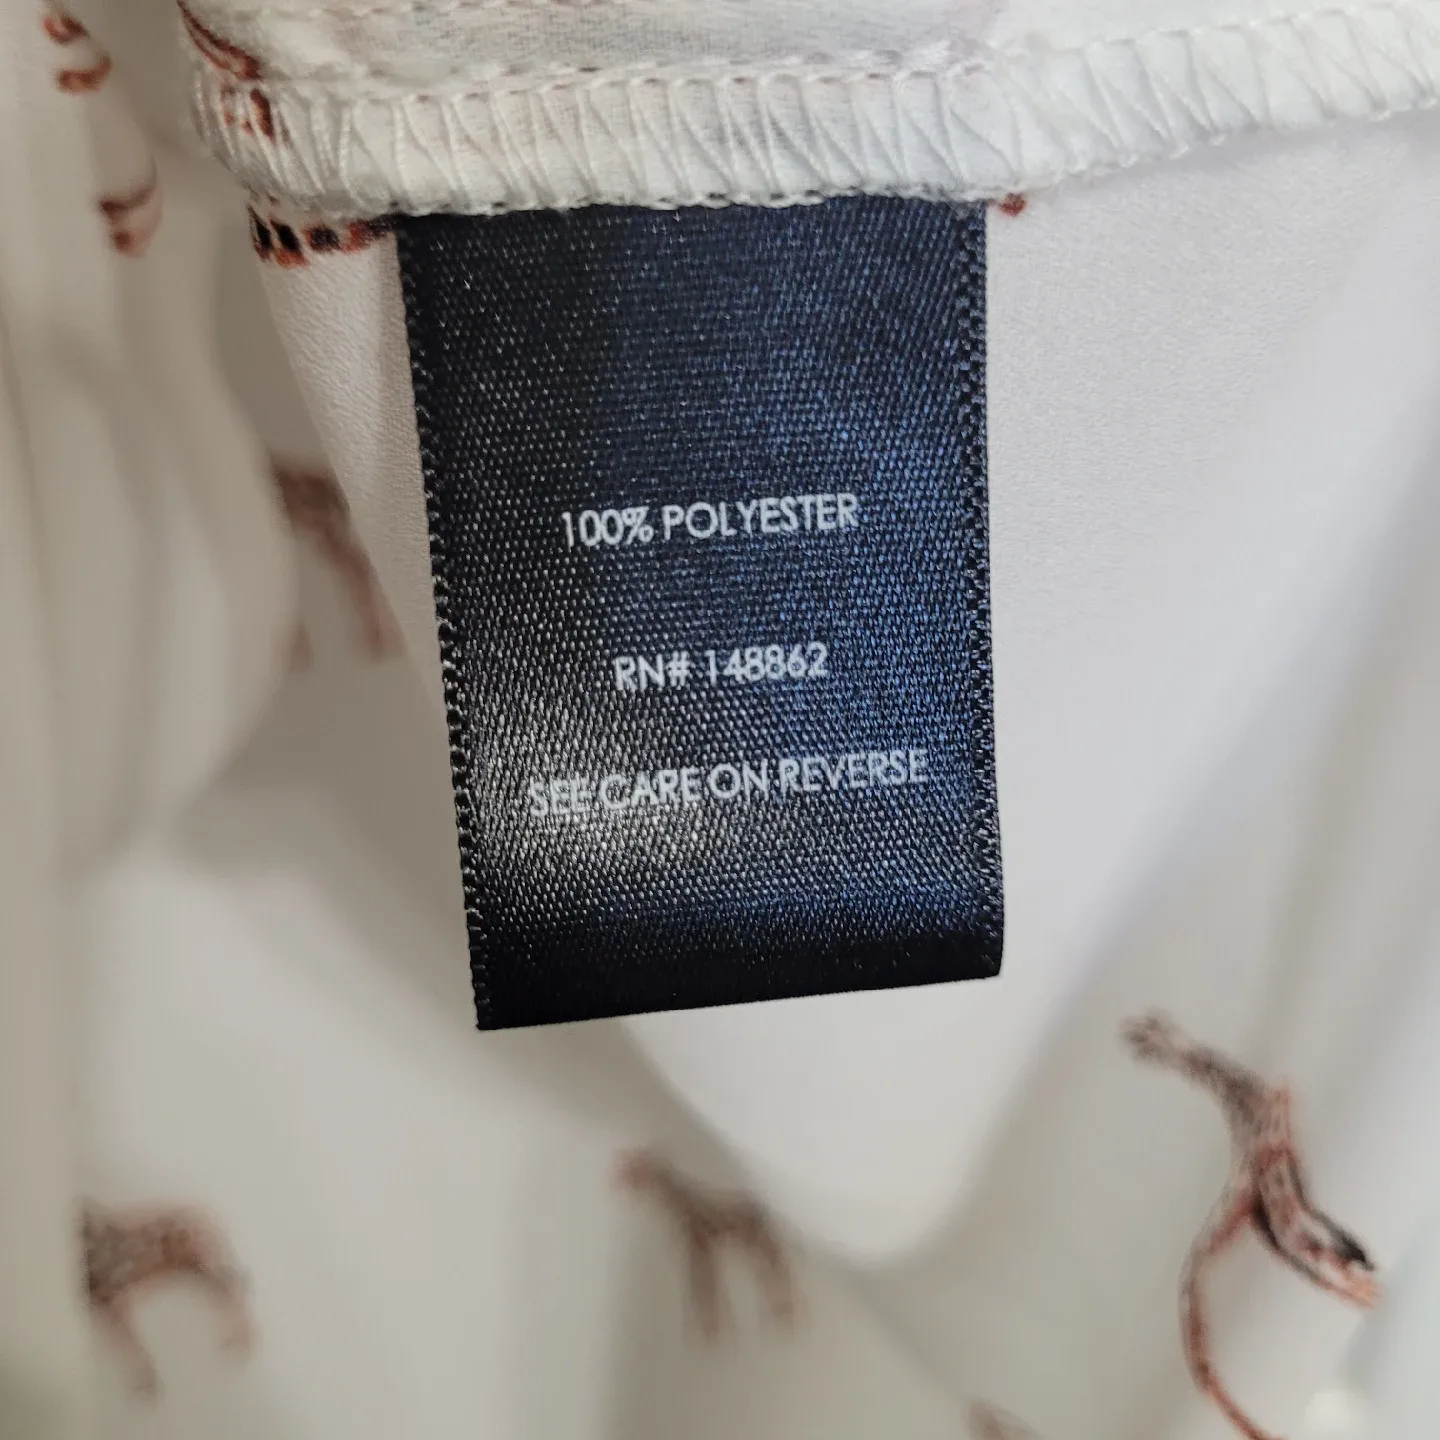 100% POLYESTER
RN# 148862
SEE CARE ON REVERSE